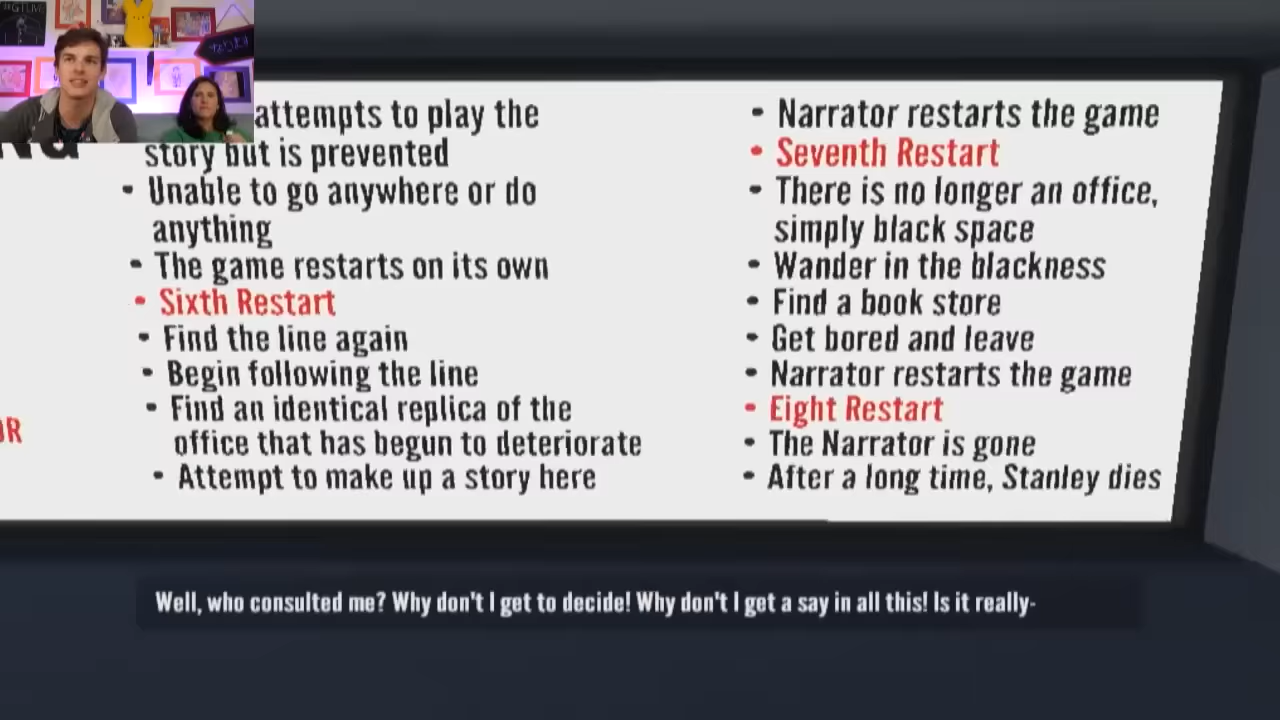 #GTLIVE
attempts to play the
story but is prevented
• Unable to go anywhere or do
anything
• The game restarts on its own
• Sixth Restart
• Find the line again
• Begin following the line
• Find an identical replica of the
office that has begun to deteriorate
• Attempt to make up a story here
• Narrator restarts the game
• Seventh Restart
• There is no longer an office,
simply black space
• Wander in the blackness
• Find a book store
• Get bored and leave
• Narrator restarts the game
• Eight Restart
• The Narrator is gone
• After a long time, Stanley dies
OR
Well, who consulted me? Why don't I get to decide! Why don't I get a say in all this! Is it really-